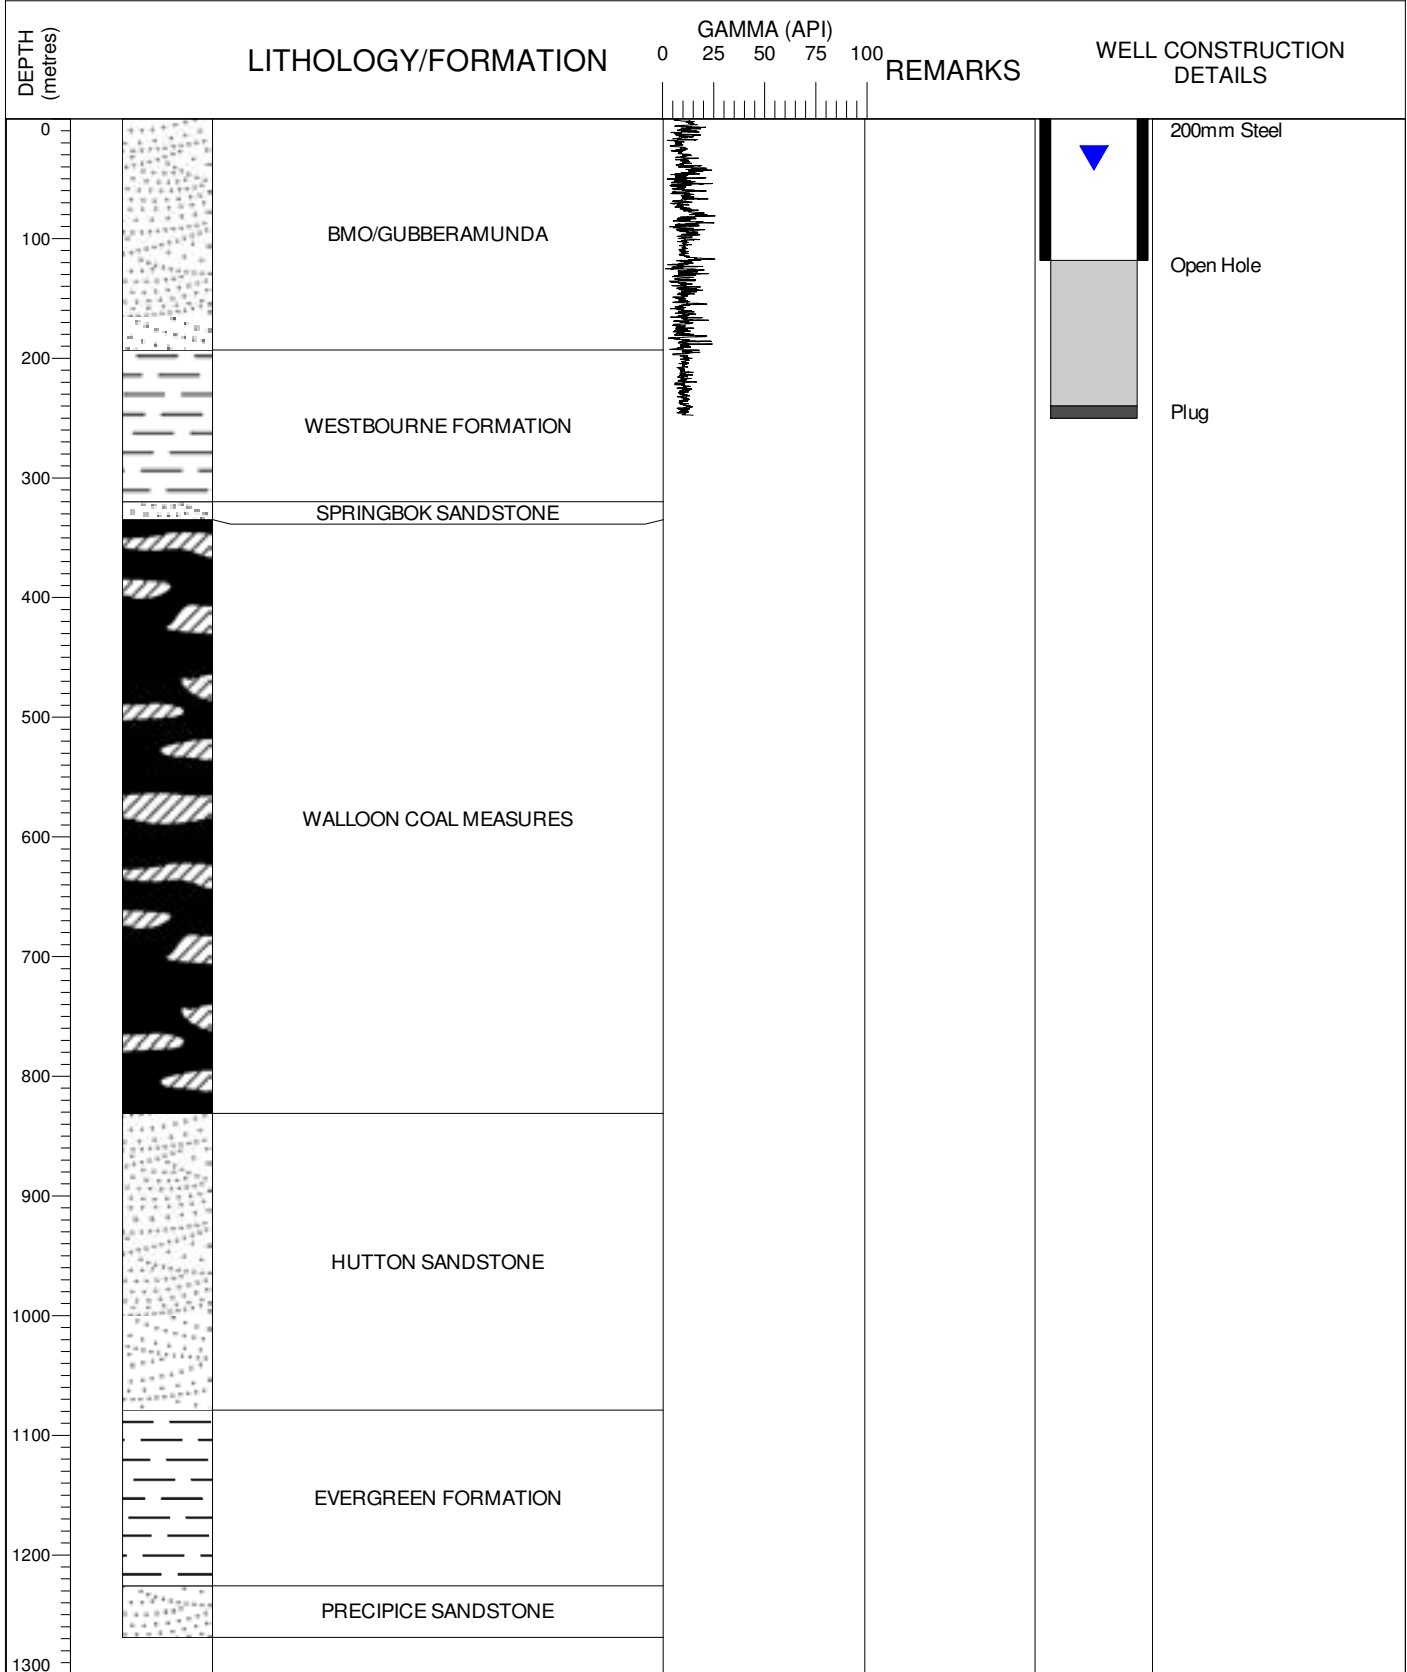 DEPTH
(metres)
LITHOLOGY/FORMATION
GAMMA (API)
0 25 50 75 100
REMARKS
WELL CONSTRUCTION
DETAILS
0
200mm Steel
100
BMO/GUBBERAMUNDA
Open Hole
200
WESTBOURNE FORMATION
Plug
300
SPRINGBOK SANDSTONE
400
500
600
WALLOON COAL MEASURES
700
800
900
HUTTON SANDSTONE
1000
1100
EVERGREEN FORMATION
1200
PRECIPICE SANDSTONE
1300